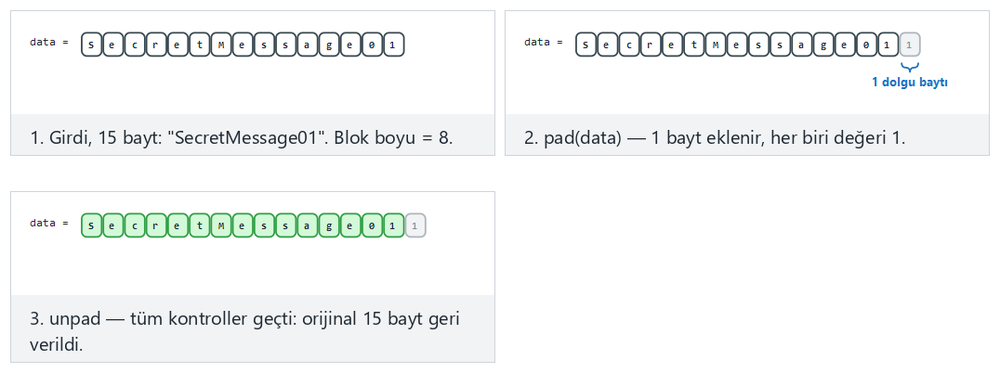 data = S e c r e t M e s s a g e 0 1
1. Girdi, 15 bayt: "SecretMessage01". Blok boyu = 8.
data = S e c r e t M e s s a g e 0 1 1
1 dolgu baytı
2. pad(data) — 1 bayt eklenir, her biri değeri 1.
data = S e c r e t M e s s a g e 0 1 1
3. unpad — tüm kontroller geçti: orijinal 15 bayt geri
verildi.